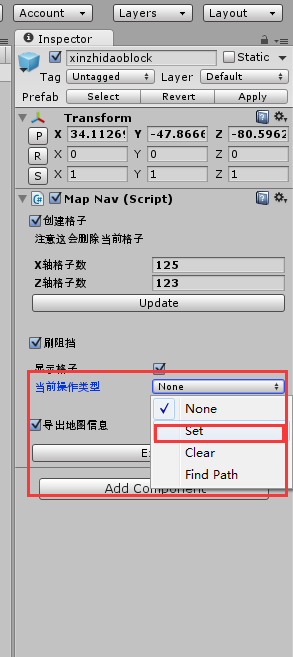 Account Layers Layout
Inspector
xinzhidaoblock Static
Tag Untagged Layer Default
Prefab Select Revert Apply
Transform
P X 34.1126 Y -47.866 Z -80.5962
R X 0 Y 0 Z 0
S X 1 Y 1 Z 1
Map Nav (Script)
创建格子
注意这会删除当前格子
X轴格子数 125
Z轴格子数 123
Update
刷阻挡
显示格子
当前操作类型 None
None
Set
导出地图信息
Clear
Find Path
Add Component